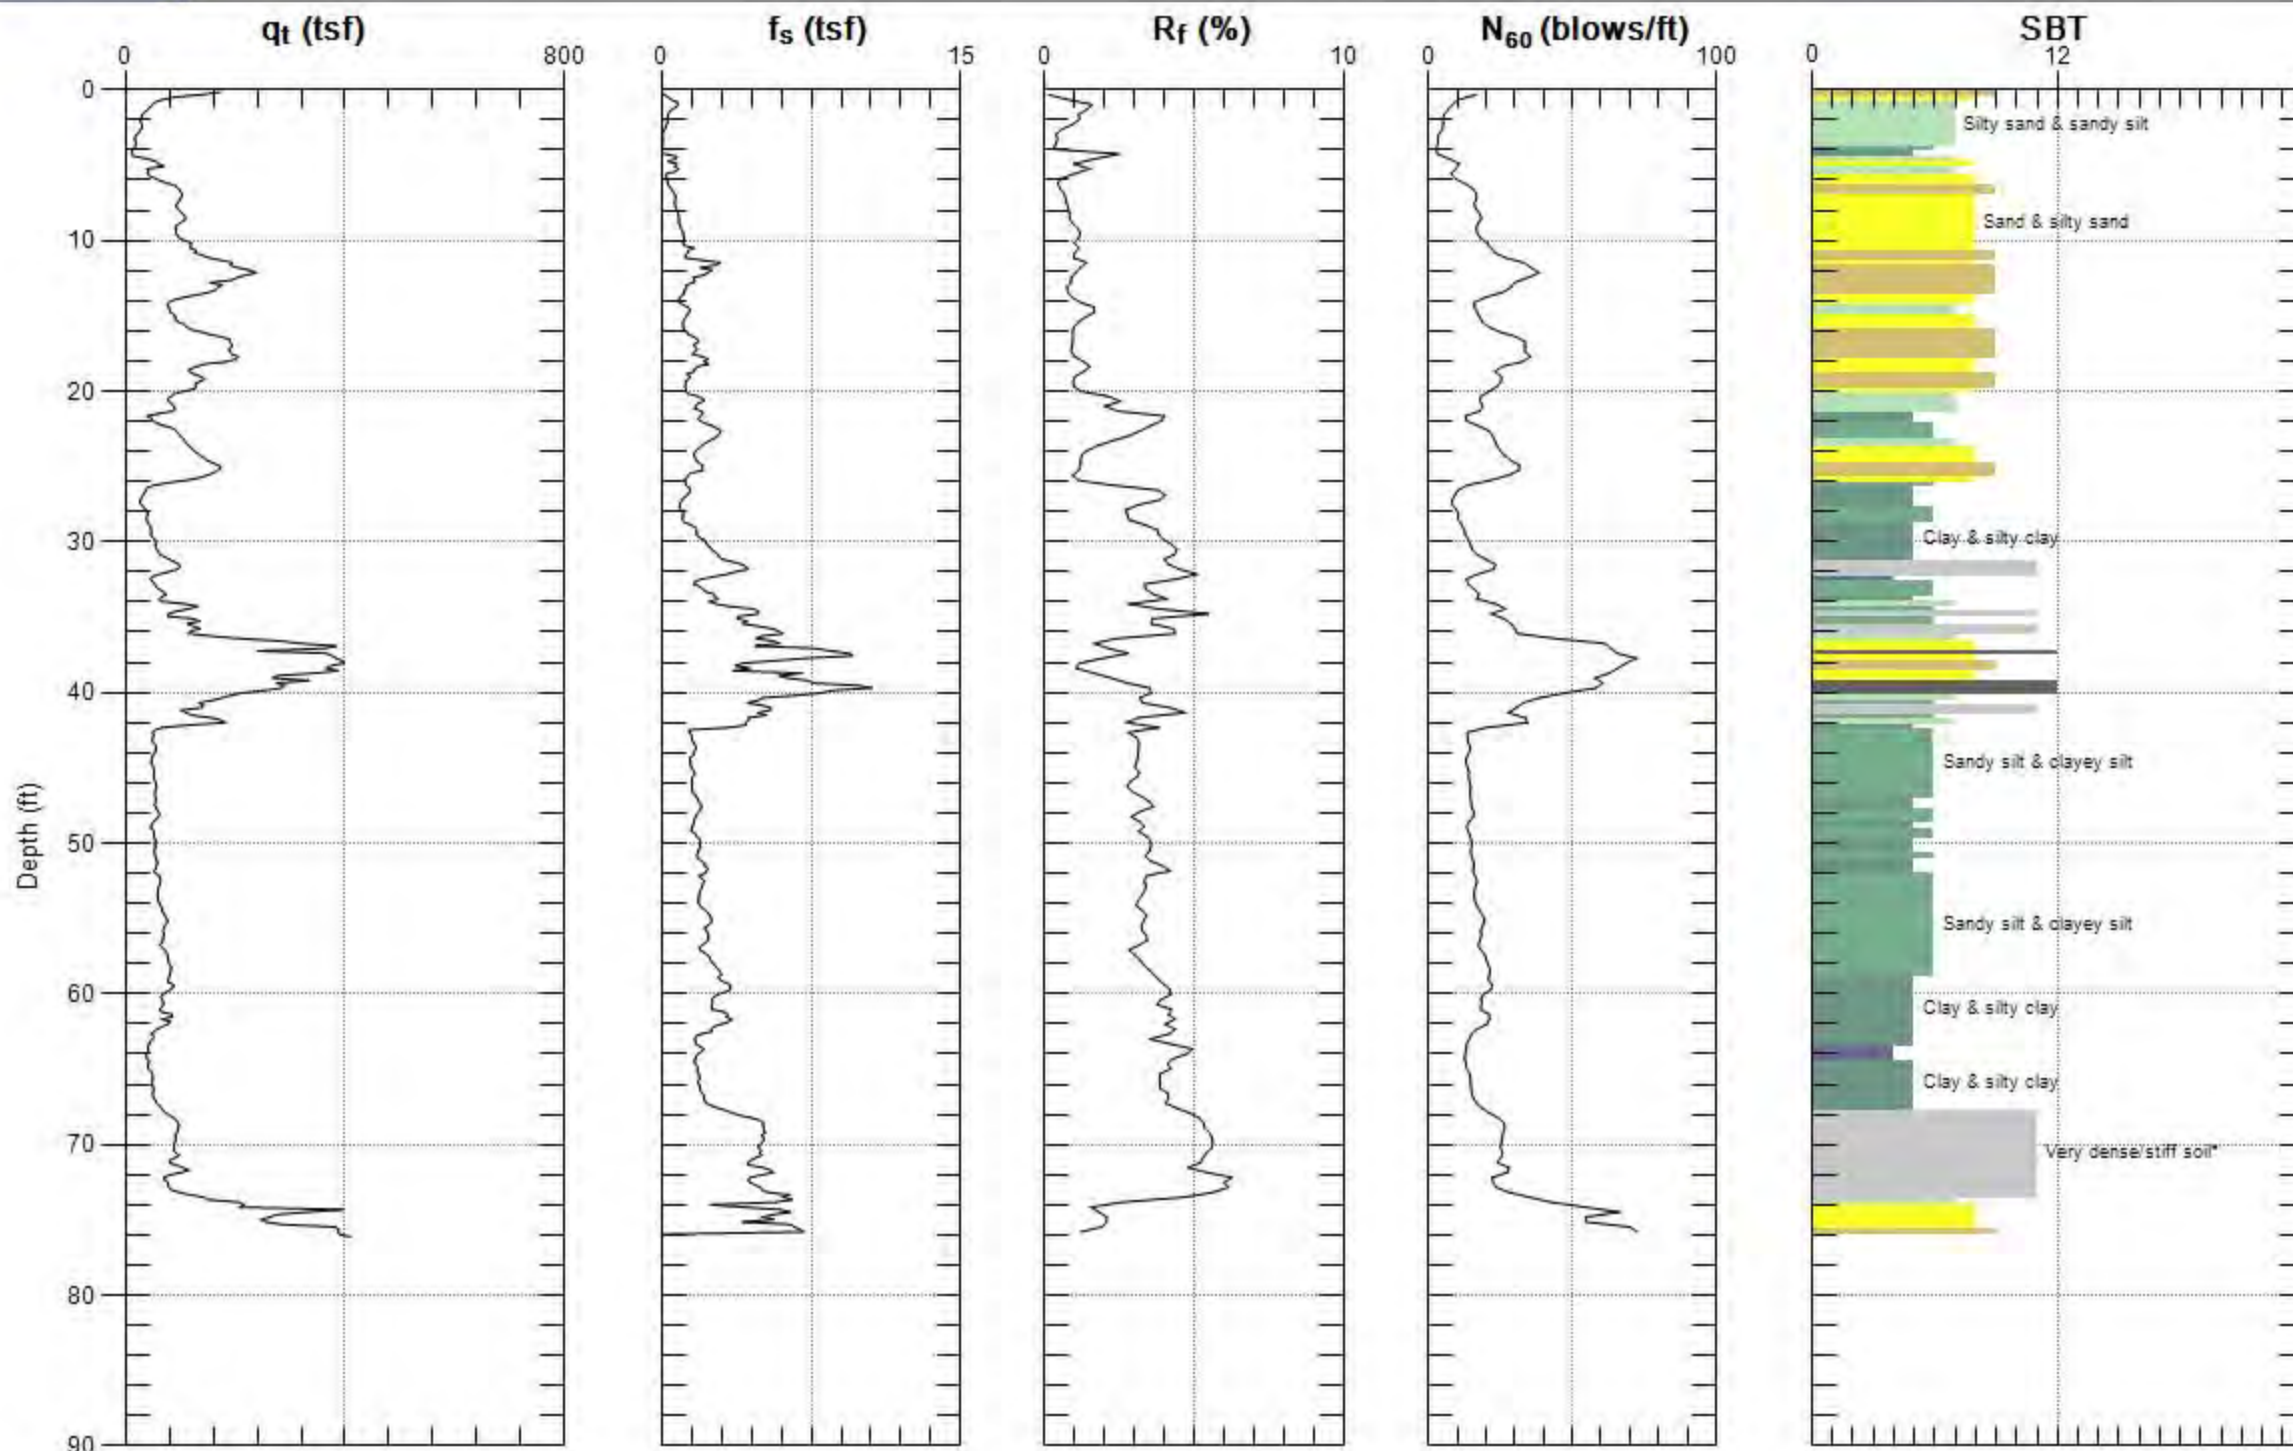 qt (tsf) fs (tsf) Rf (%) N60 (blows/ft) SBT
0 800 0 15 0 10 0 100 0 12
0
Silty sand & sandy silt
Sand & silty sand
10
20
30
Clay & silty clay
40
Sandy silt & clayey silt
Depth (ft)
50
Sandy silt & clayey silt
60
Clay & silty clay
Clay & silty clay
70
Very dense/stiff soil*
80
90